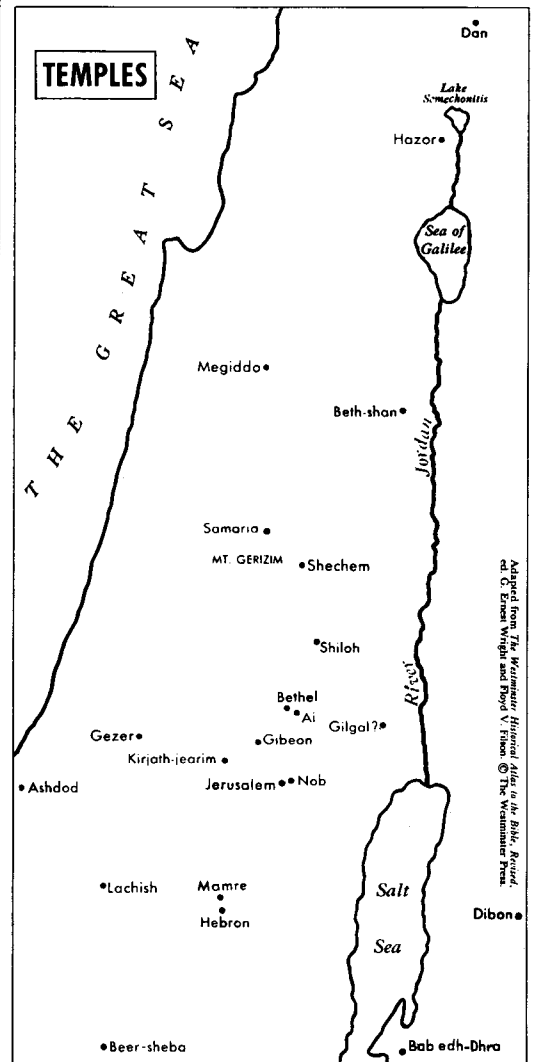 TEMPLES
Dan
Lake
Semechonitis
Hazor
THE GREAT SEA
Sea of
Galilee
Megiddo
Beth-shan
Jordan
Samaria
MT. GERIZIM
Shechem
Shiloh
River
Bethel
Ai
Gilgal?
Gezer
Gibeon
Kirjath-jearim
Jerusalem
Nob
Ashdod
Adapted from The Westminster Historical Atlas to the Bible, Revised,
ed. G. Ernest Wright and Floyd V. Filson. © The Westminster Press.
Lachish
Mamre
Hebron
Salt
Sea
Dibon
Beer-sheba
Bab edh-Dhra